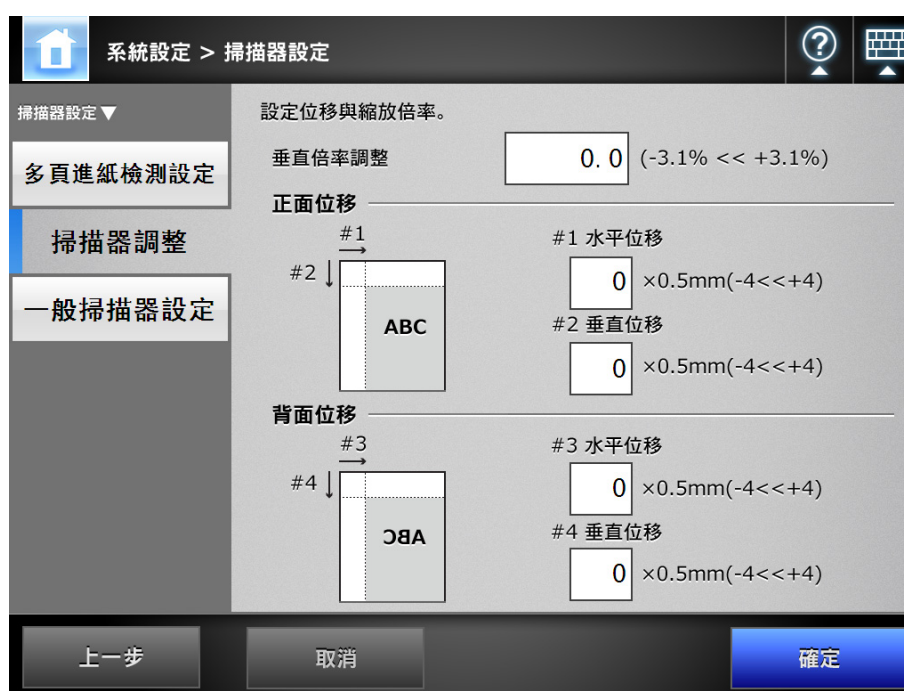 系統設定 > 掃描器設定
掃描器設定▼
多頁進紙檢測設定
掃描器調整
一般掃描器設定
設定位移與縮放倍率。
垂直倍率調整 0.0 (-3.1% << +3.1%)
正面位移
#1
#2
ABC
#1 水平位移
0 ×0.5mm(-4<<+4)
#2 垂直位移
0 ×0.5mm(-4<<+4)
背面位移
#3
#4
ABC
#3 水平位移
0 ×0.5mm(-4<<+4)
#4 垂直位移
0 ×0.5mm(-4<<+4)
上一步 取消 確定